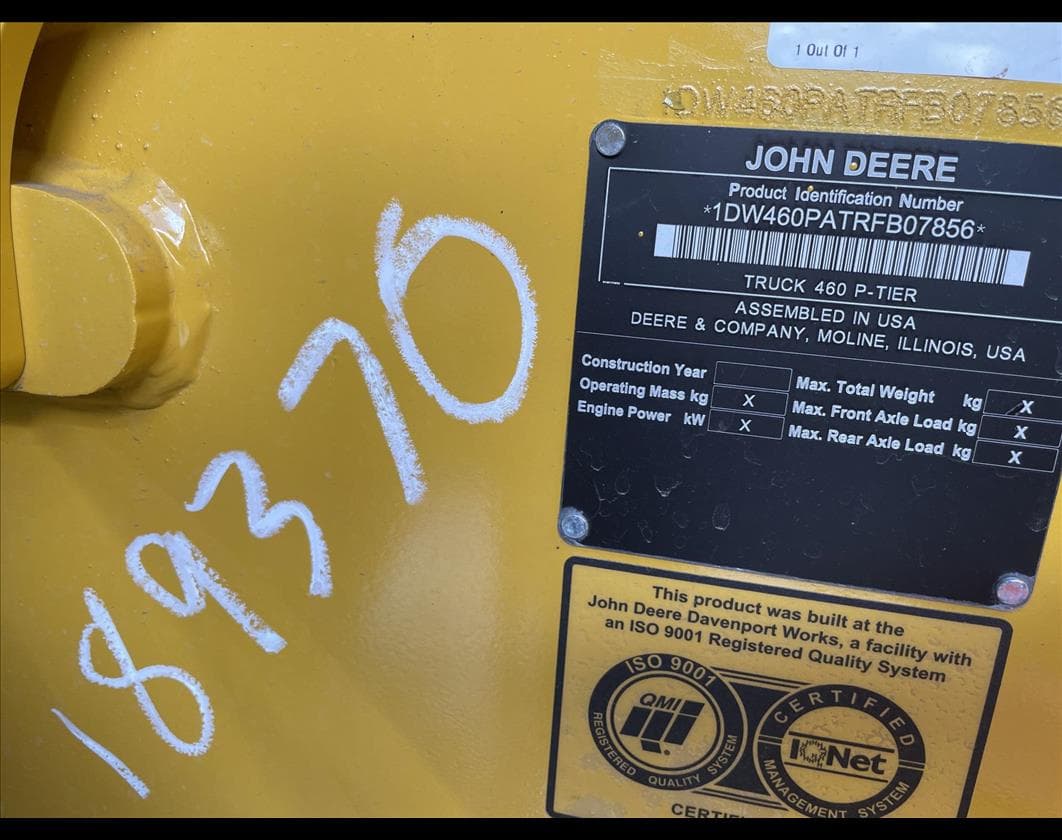 1 Out Of 1
1DW460PATRFB07856
JOHN DEERE
Product Identification Number
*1DW460PATRFB07856*
TRUCK 460 P-TIER
ASSEMBLED IN USA
DEERE & COMPANY, MOLINE, ILLINOIS, USA
Construction Year
Operating Mass kg X
Engine Power kW X
Max. Total Weight kg X
Max. Front Axle Load kg X
Max. Rear Axle Load kg X
189370
This product was built at the
John Deere Davenport Works, a facility with
an ISO 9001 Registered Quality System
ISO 9001
QMI
REGISTERED QUALITY SYSTEM
CERTIFIED
IQNet
MANAGEMENT SYSTEM